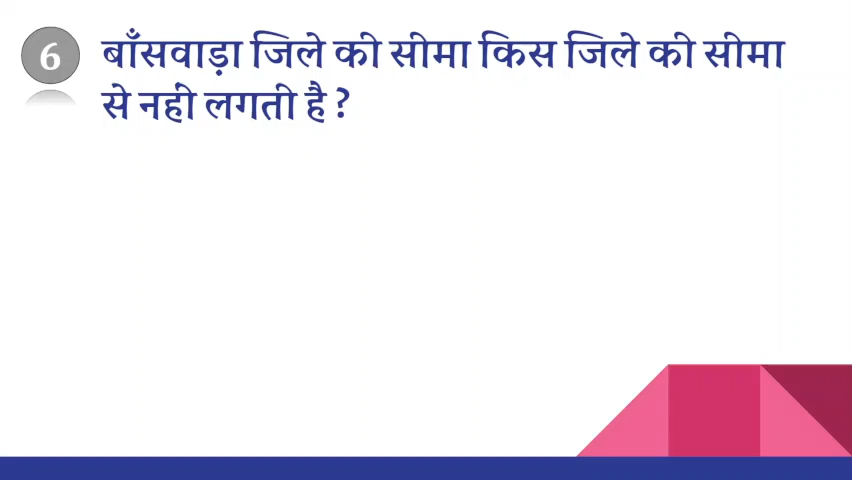 6 बाँसवाड़ा जिले की सीमा किस जिले की सीमा
से नहीं लगती है ?